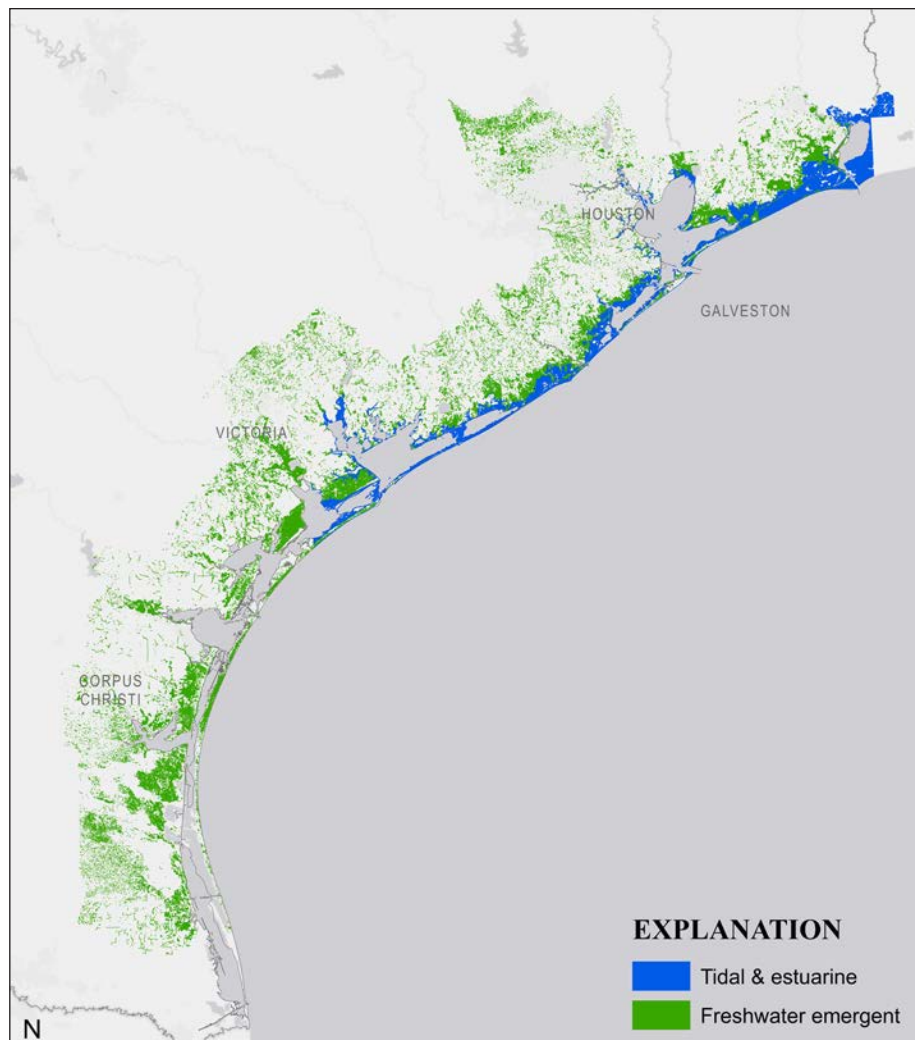 HOUSTON
GALVESTON
VICTORIA
CORPUS
CHRISTI
EXPLANATION
Tidal & estuarine
Freshwater emergent
N